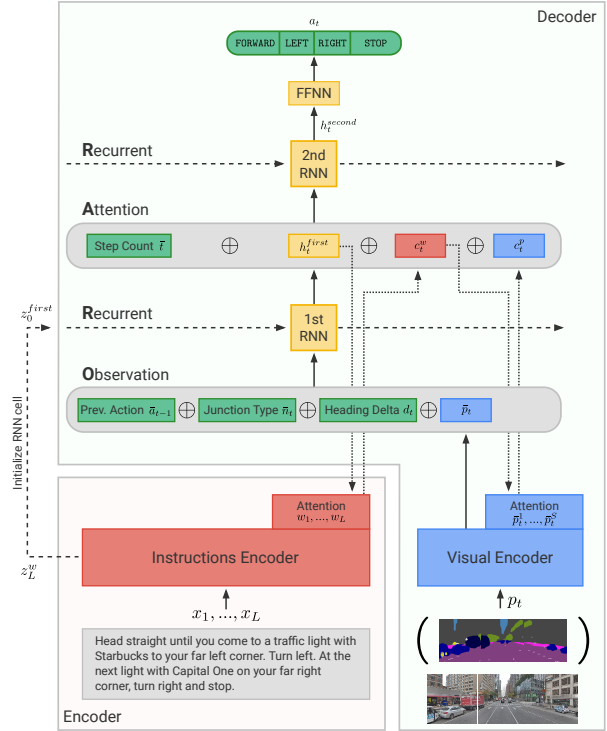 Decoder
a_t
FORWARD LEFT RIGHT STOP
FFNN
h_t^{second}
Recurrent
2nd RNN
Attention
Step Count t̄ ⊕ h_t^{first} ⊕ c_t^w ⊕ c_t^p
z_0^{first}
Recurrent
1st RNN
Observation
Prev. Action ā_{t-1} ⊕ Junction Type n̄_t ⊕ Heading Delta d_t ⊕ p̄_t
Initialize RNN cell
Attention
w_1, ..., w_L
Instructions Encoder
Attention
p̄_t^1, ..., p̄_t^S
Visual Encoder
z_L^w
x_1, ..., x_L
p_t
Head straight until you come to a traffic light with
Starbucks to your far left corner. Turn left. At the
next light with Capital One on your far right
corner, turn right and stop.
( )
Encoder